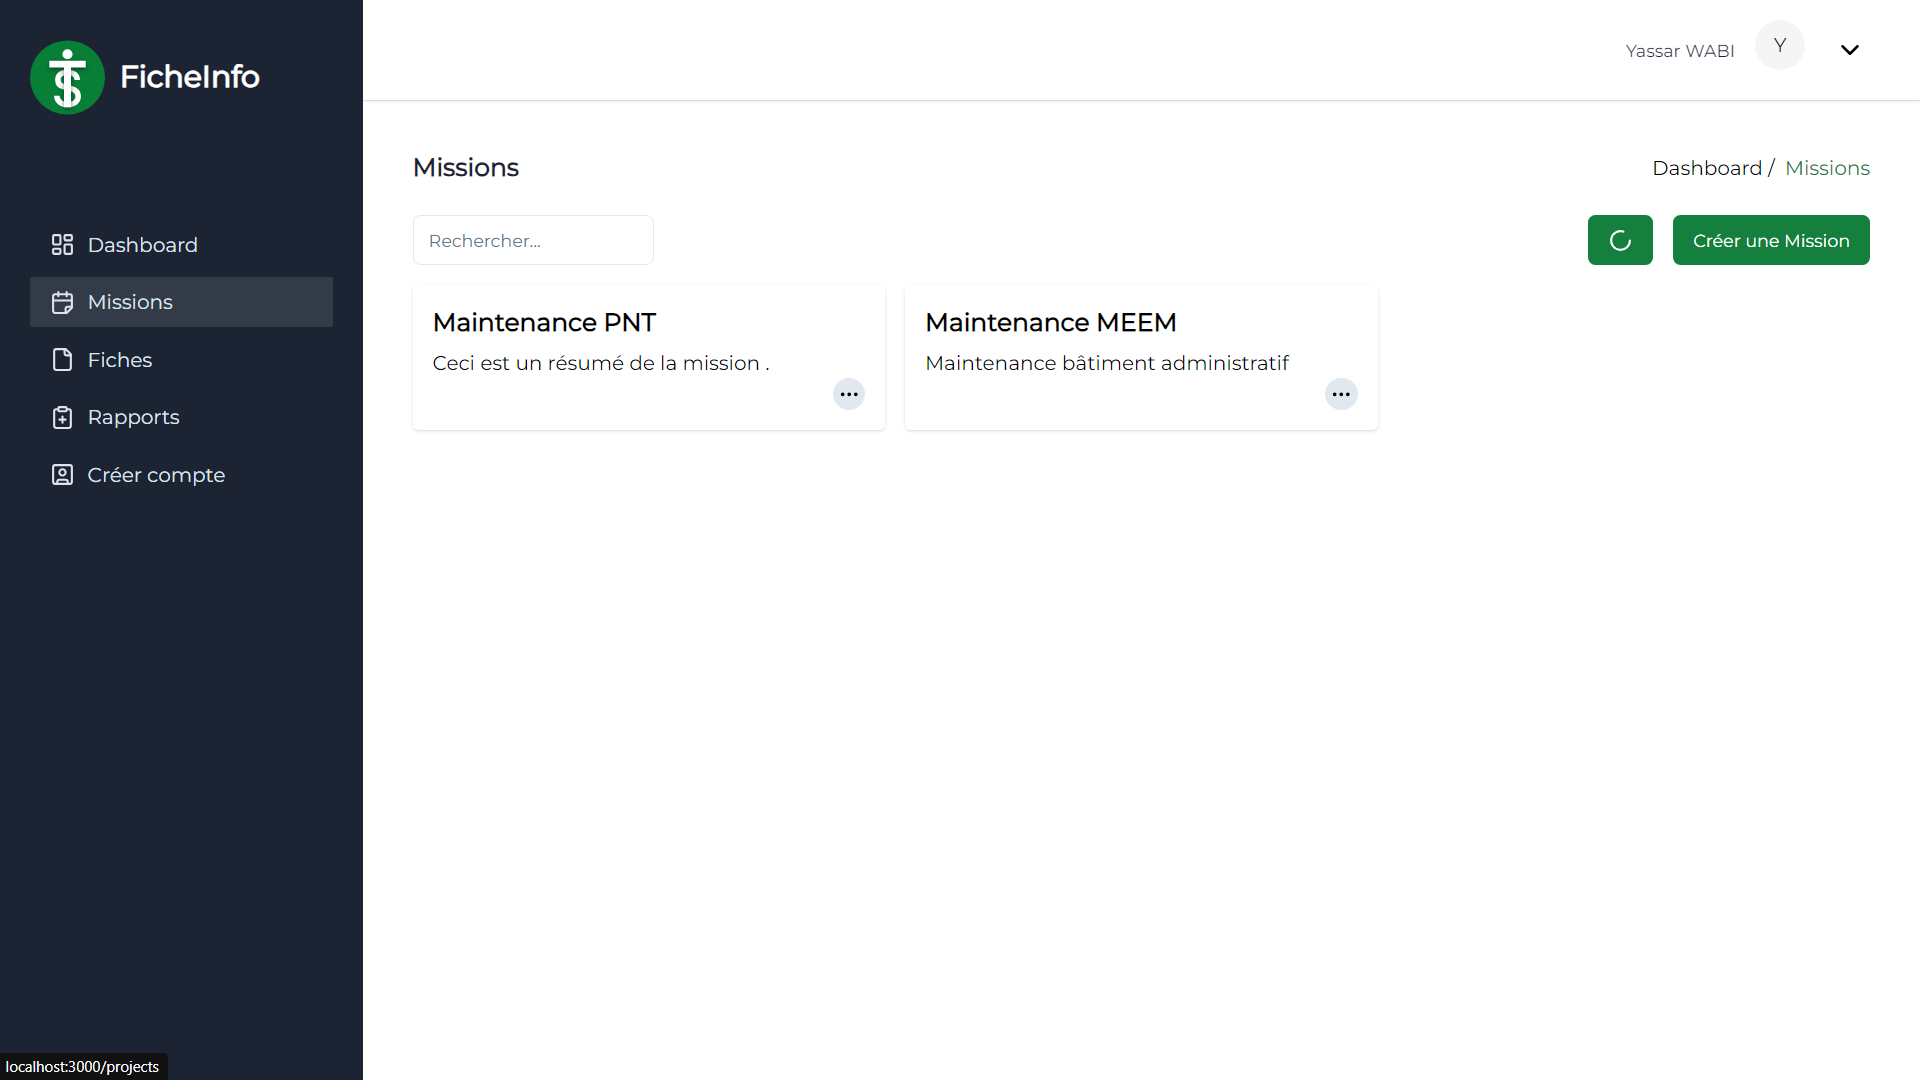 FicheInfo
Dashboard
Missions
Fiches
Rapports
Créer compte
Yassar WABI
Y
Missions
Dashboard / Missions
Rechercher...
Créer une Mission
Maintenance PNT
Ceci est un résumé de la mission .
Maintenance MEEM
Maintenance bâtiment administratif
localhost:3000/projects